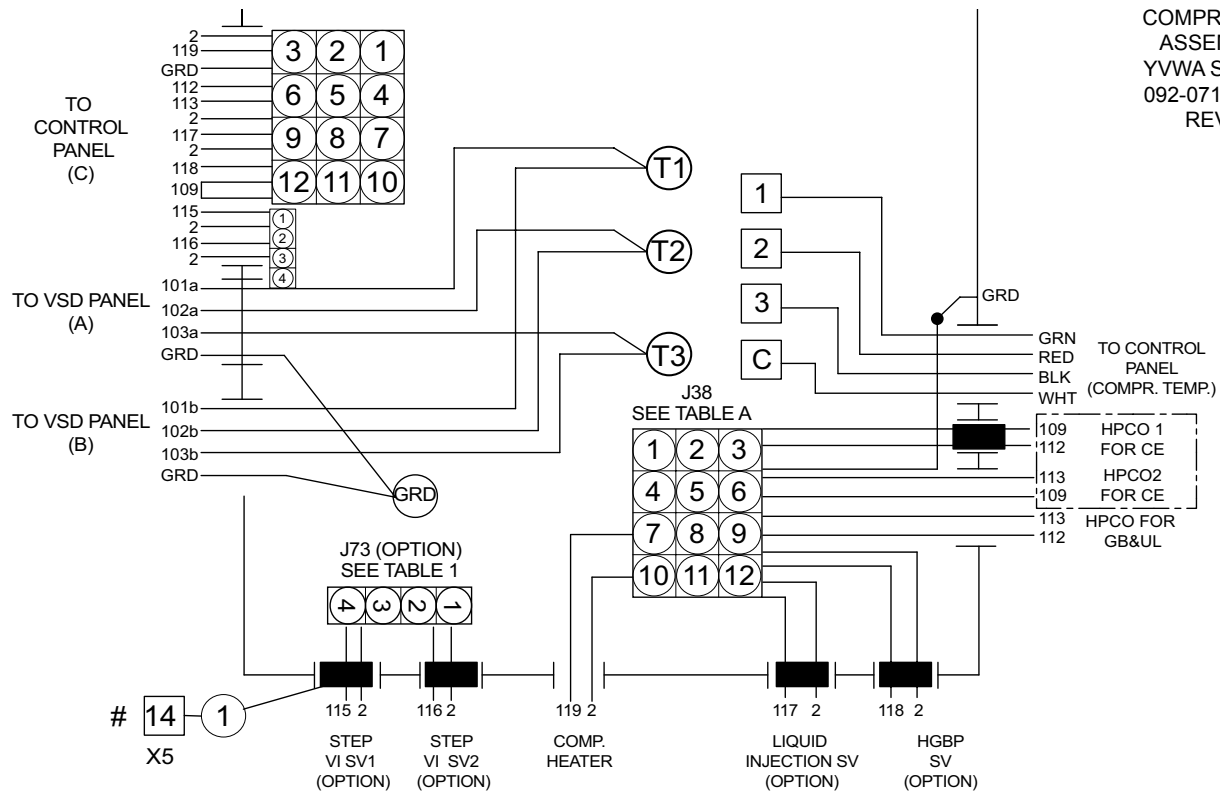 COMPR
ASSEM
YVWA S
092-071
REV
2
119
GRD
112
113
2
117
2
118
109
115
2
116
2
TO
CONTROL
PANEL
(C)
3 2 1
6 5 4
9 8 7
12 11 10
1
2
3
4
TO VSD PANEL
(A)
101a
102a
103a
GRD
TO VSD PANEL
(B)
101b
102b
103b
GRD
GRD
T1
T2
T3
1
2
3
C
GRD
GRN
RED
BLK
WHT
TO CONTROL
PANEL
(COMPR. TEMP.)
J38
SEE TABLE A
1 2 3
4 5 6
7 8 9
10 11 12
109
112
HPCO 1
FOR CE
113
109
HPCO2
FOR CE
113
112
HPCO FOR
GB&UL
J73 (OPTION)
SEE TABLE 1
4 3 2 1
# 14 1
X5
115 2
STEP
VI SV1
(OPTION)
116 2
STEP
VI SV2
(OPTION)
119 2
COMP.
HEATER
117 2
LIQUID
INJECTION SV
(OPTION)
118 2
HGBP
SV
(OPTION)